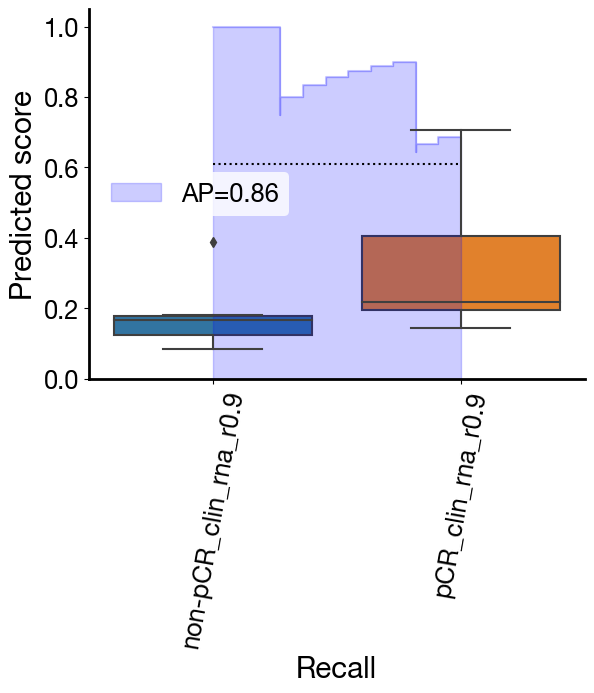 1.0
0.8
0.6
0.4
0.2
0.0
Predicted score
AP=0.86
non-pCR_clin_rna_r0.9
pCR_clin_rna_r0.9
Recall